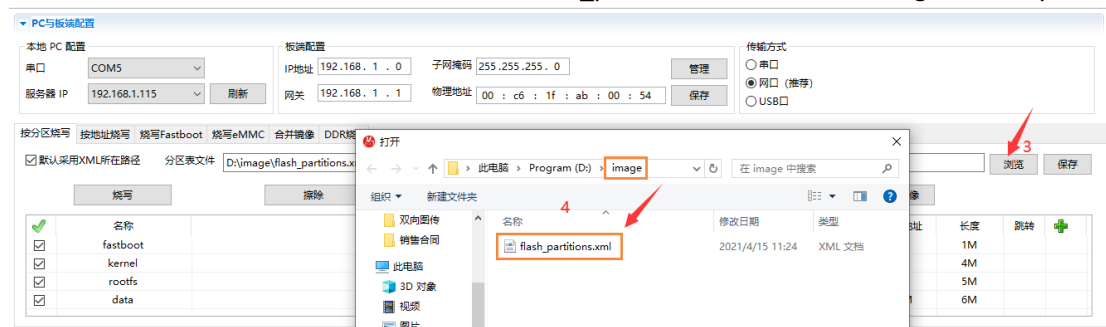 PC与板端配置
本地 PC 配置
串口 COM5
服务器 IP 192.168.1.115 刷新
板端配置
IP地址 192.168. 1 . 0 子网掩码 255.255.255. 0 管理
网关 192.168. 1 . 1 物理地址 00 : c6 : 1f : ab : 00 : 54 保存
传输方式
串口
网口（推荐）
USB口
按分区烧写 按地址烧写 烧写Fastboot 烧写eMMC 合并镜像 DDR烧
默认采用XML所在路径 分区表文件 D:\image\flash_partitions.x 浏览 保存
3
烧写 擦除 像
名称 长度 跳转
fastboot 1M
kernel 4M
rootfs 5M
data 6M
打开
此电脑 > Program (D:) > image 在 image 中搜索
组织 新建文件夹
4
双向图传
销售合同
此电脑
3D 对象
视频
图片
名称 修改日期 类型
flash_partitions.xml 2021/4/15 11:24 XML 文档